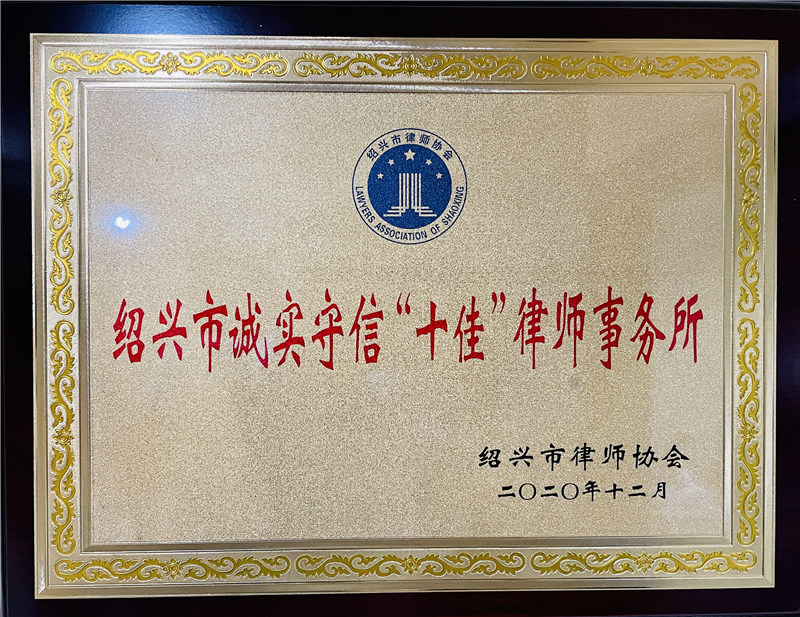 绍兴市律师协会
LAWYERS ASSOCIATION OF SHAOXING
绍兴市诚实守信“十佳”律师事务所
绍兴市律师协会
二〇二〇年十二月